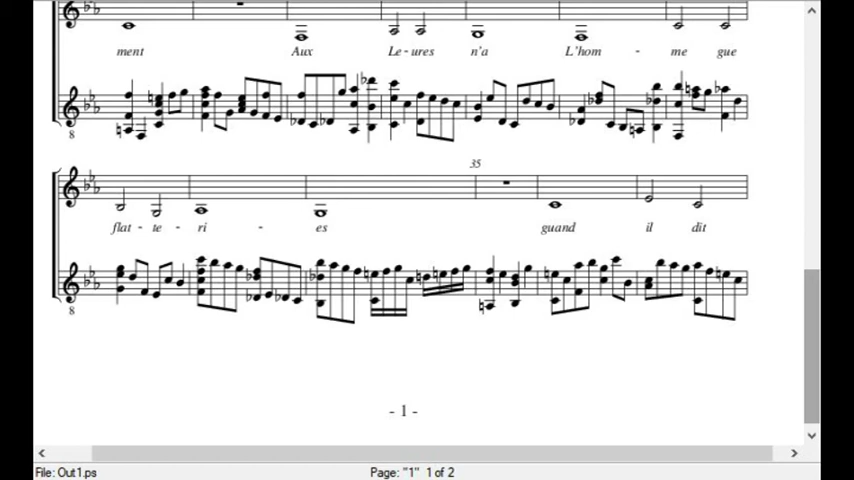 ment Aux Le - ures n'a L'hom - me gue
8
35
flat - te - ri - es guand il dit
8
- 1 -
File: Out1.ps Page: "1" 1 of 2